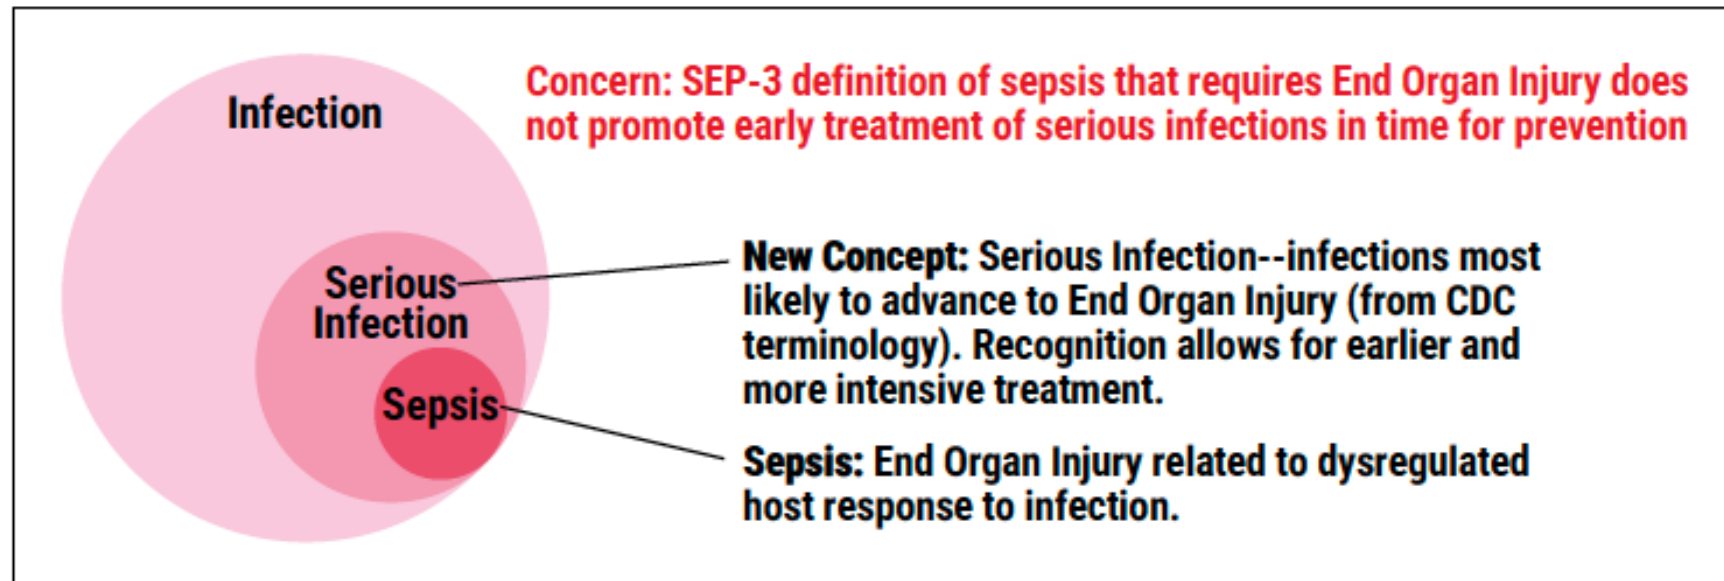 Infection
Concern: SEP-3 definition of sepsis that requires End Organ Injury does
not promote early treatment of serious infections in time for prevention
Serious
Infection
New Concept: Serious Infection--infections most
likely to advance to End Organ Injury (from CDC
terminology). Recognition allows for earlier and
more intensive treatment.
Sepsis
Sepsis: End Organ Injury related to dysregulated
host response to infection.